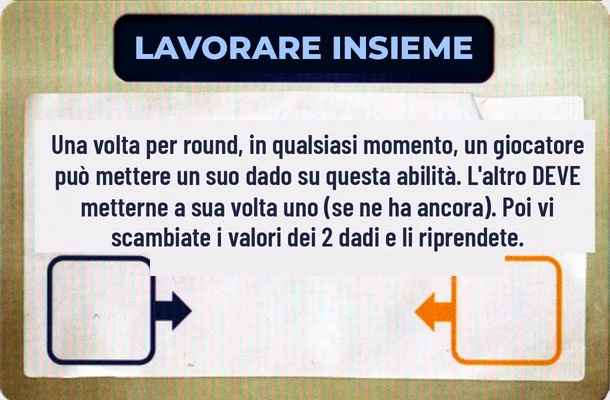 LAVORARE INSIEME
Una volta per round, in qualsiasi momento, un giocatore
può mettere un suo dado su questa abilità. L'altro DEVE
metterne a sua volta uno (se ne ha ancora). Poi vi
scambiate i valori dei 2 dadi e li riprendete.